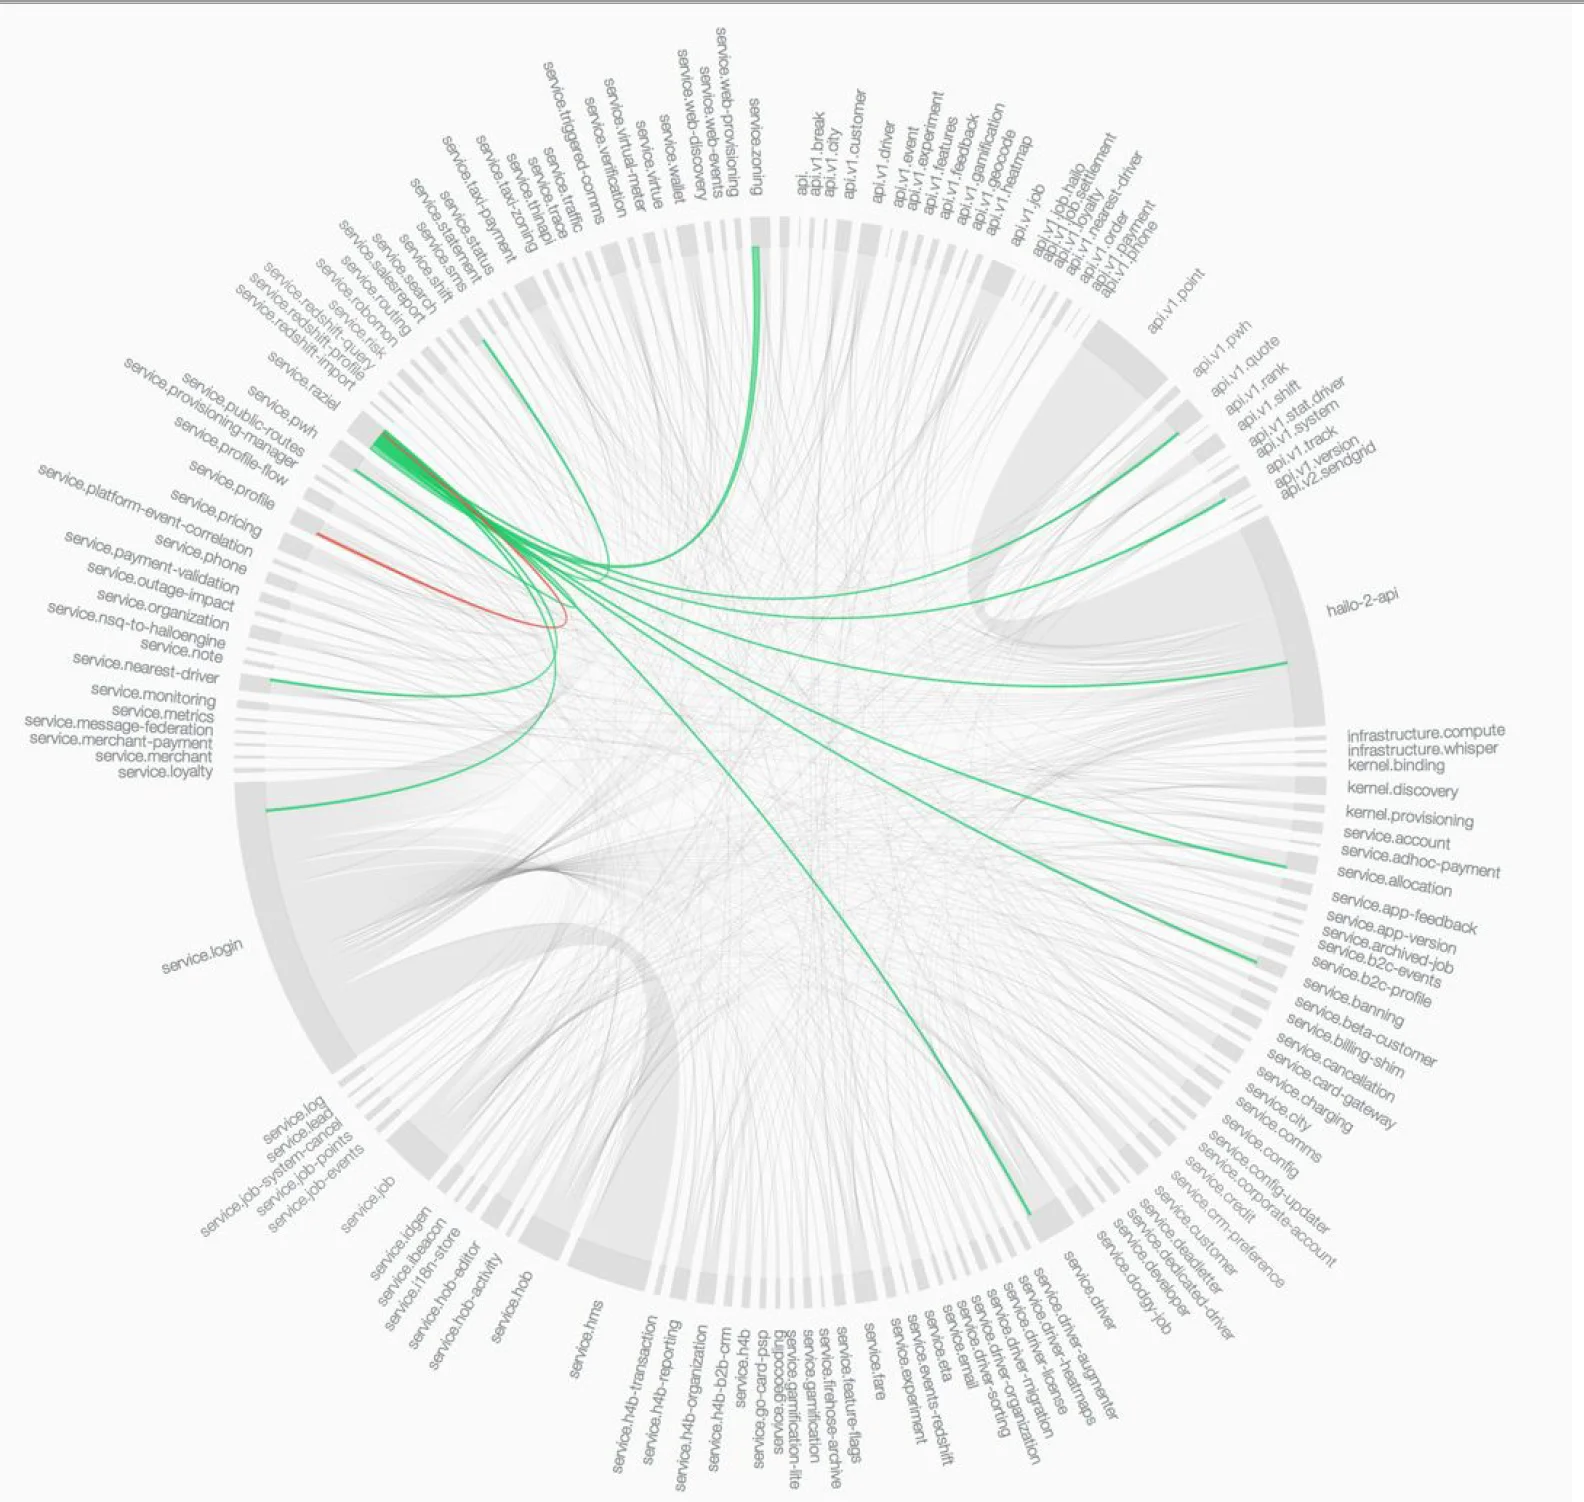 service.zoning
api.
api.v1.break
api.v1.city
api.v1.customer
api.v1.driver
api.v1.event
api.v1.experiment
api.v1.features
api.v1.feedback
api.v1.gamification
api.v1.geocode
api.v1.heatmap
api.v1.job
api.v1.job.hailo
api.v1.job.settlement
api.v1.loyalty
api.v1.nearest-driver
api.v1.order
api.v1.payment
api.v1.phone
api.v1.point
api.v1.pwh
api.v1.quote
api.v1.rank
api.v1.shift
api.v1.stat.driver
api.v1.system
api.v1.track
api.v1.version
api.v2.sendgrid
hailo-2-api
infrastructure.compute
infrastructure.whisper
kernel.binding
kernel.discovery
kernel.provisioning
service.account
service.adhoc-payment
service.allocation
service.app-feedback
service.app-version
service.archived-job
service.b2c-events
service.b2c-profile
service.banning
service.beta-customer
service.billing-shim
service.cancellation
service.card-gateway
service.charging
service.city
service.comms
service.config
service.config-updater
service.corporate-account
service.credit
service.crm-preference
service.customer
service.deadletter
service.dedicated-driver
service.developer
service.dodgy-job
service.driver
service.driver-augmenter
service.driver-heatmaps
service.driver-license
service.driver-migration
service.driver-organization
service.driver-sorting
service.email
service.eta
service.events-redshift
service.experiment
service.fare
service.feature-flags
service.firehose-archive
service.gamification
service.gamification-lite
service.geocoding
service.go-card-psp
service.h4b
service.h4b-b2b-crm
service.h4b-organization
service.h4b-reporting
service.h4b-transaction
service.hms
service.hob
service.hob-activity
service.hob-editor
service.i18n-store
service.ibeacon
service.idgen
service.job
service.job-events
service.job-points
service.job-system-cancel
service.lead
service.log
service.login
service.loyalty
service.merchant
service.merchant-payment
service.message-federation
service.metrics
service.monitoring
service.nearest-driver
service.note
service.nsq-to-hailoengine
service.organization
service.outage-impact
service.payment-validation
service.phone
service.platform-event-correlation
service.pricing
service.profile
service.profile-flow
service.provisioning-manager
service.public-routes
service.pwh
service.raziel
service.redshift-import
service.redshift-profile
service.redshift-query
service.risk
service.robomon
service.routing
service.salesreport
service.search
service.shift
service.sms
service.statement
service.status
service.taxi-payment
service.taxi-zoning
service.thinapi
service.trace
service.traffic
service.triggered-comms
service.verification
service.virtual-meter
service.virtue
service.wallet
service.web-discovery
service.web-events
service.web-provisioning